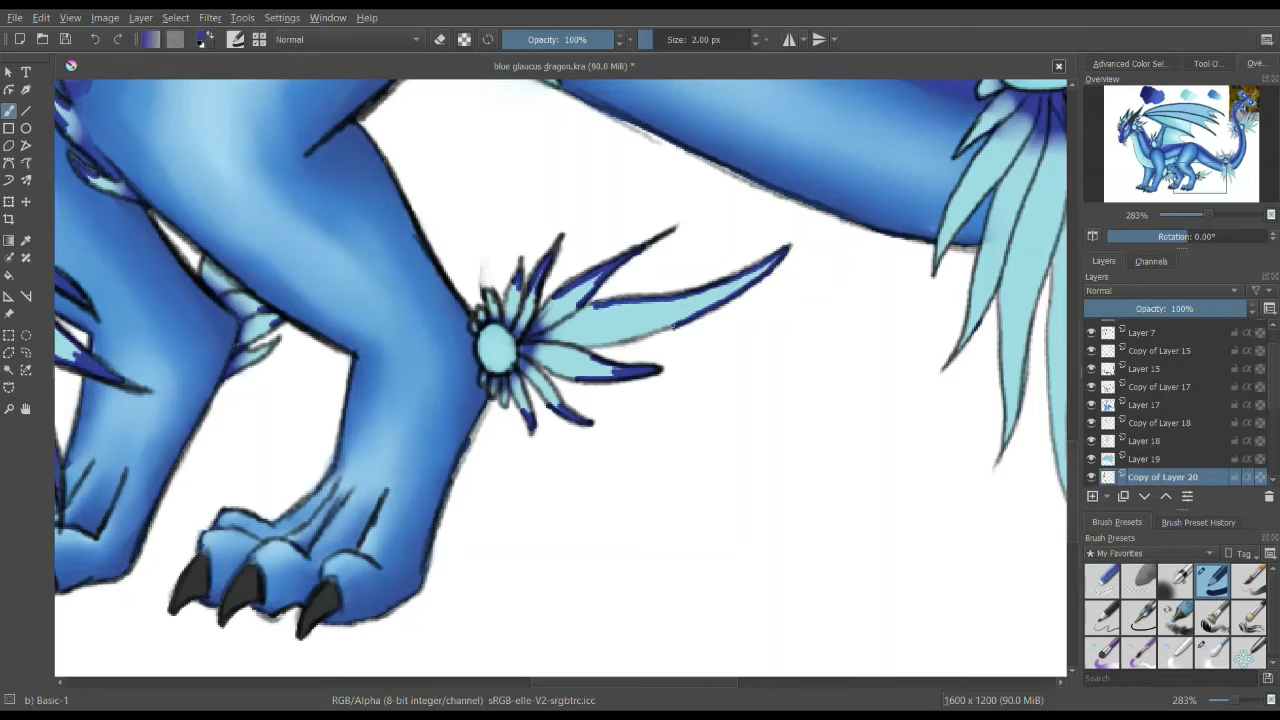 File Edit View Image Layer Select Filter Tools Settings Window Help
Normal Opacity: 100% Size: 2.00 px
blue glaucus dragon.kra (90.0 MiB) *
Advanced Color Sel... Tool O... Ove...
Overview
283%
Rotation: 0.00°
Layers Channels
Layers
Normal
Opacity: 100%
Layer 7
Copy of Layer 15
Layer 15
Copy of Layer 17
Layer 17
Copy of Layer 18
Layer 18
Layer 19
Copy of Layer 20
Brush Presets Brush Preset History
Brush Presets
My Favorites Tag
Search
b) Basic-1 RGB/Alpha (8-bit integer/channel) sRGB-elle-V2-srgbtrc.icc 1600 x 1200 (90.0 MiB) 283%